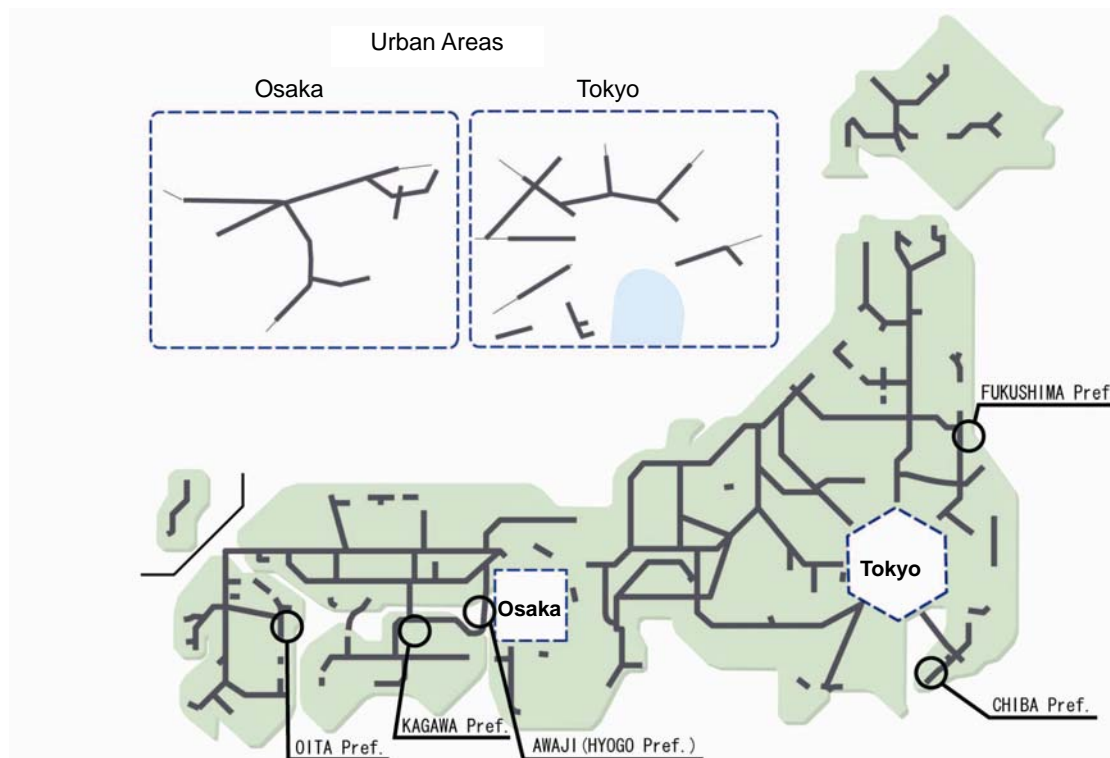 Urban Areas
Osaka
Tokyo
FUKUSHIMA Pref
Tokyo
Osaka
CHIBA Pref.
KAGAWA Pref.
OITA Pref.
AWAJI(HYOGO Pref.)